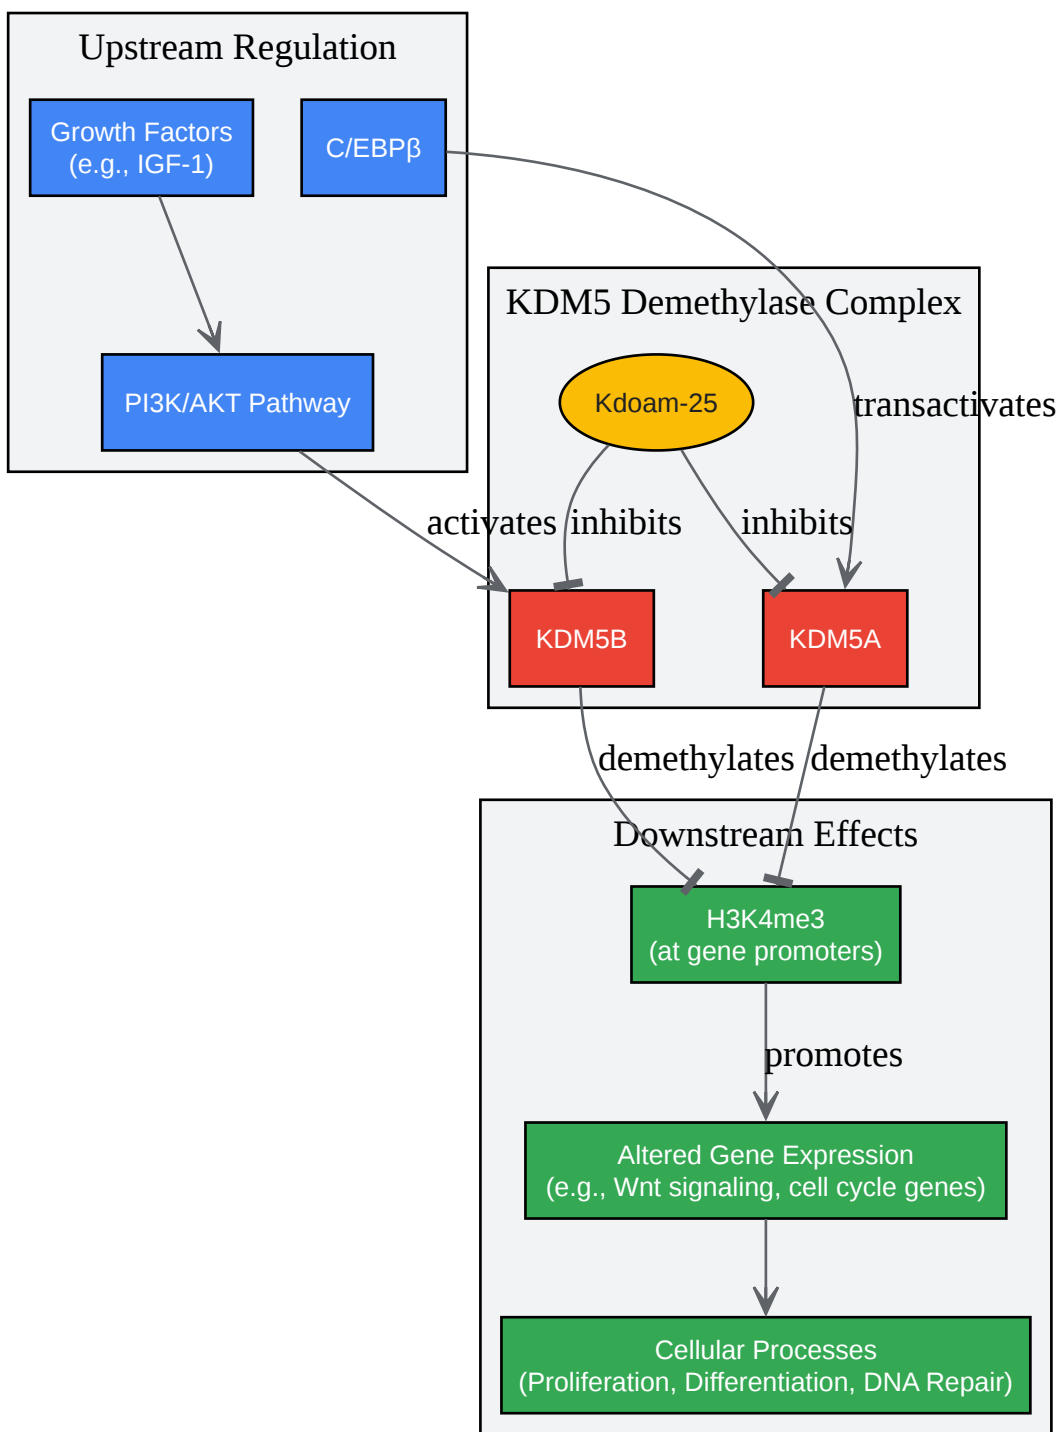 Upstream Regulation
Growth Factors
(e.g., IGF-1)
C/EBPβ
KDM5 Demethylase Complex
PI3K/AKT Pathway
Kdoam-25
transactivates
activates
inhibits
inhibits
KDM5B
KDM5A
demethylates
demethylates
Downstream Effects
H3K4me3
(at gene promoters)
promotes
Altered Gene Expression
(e.g., Wnt signaling, cell cycle genes)
Cellular Processes
(Proliferation, Differentiation, DNA Repair)